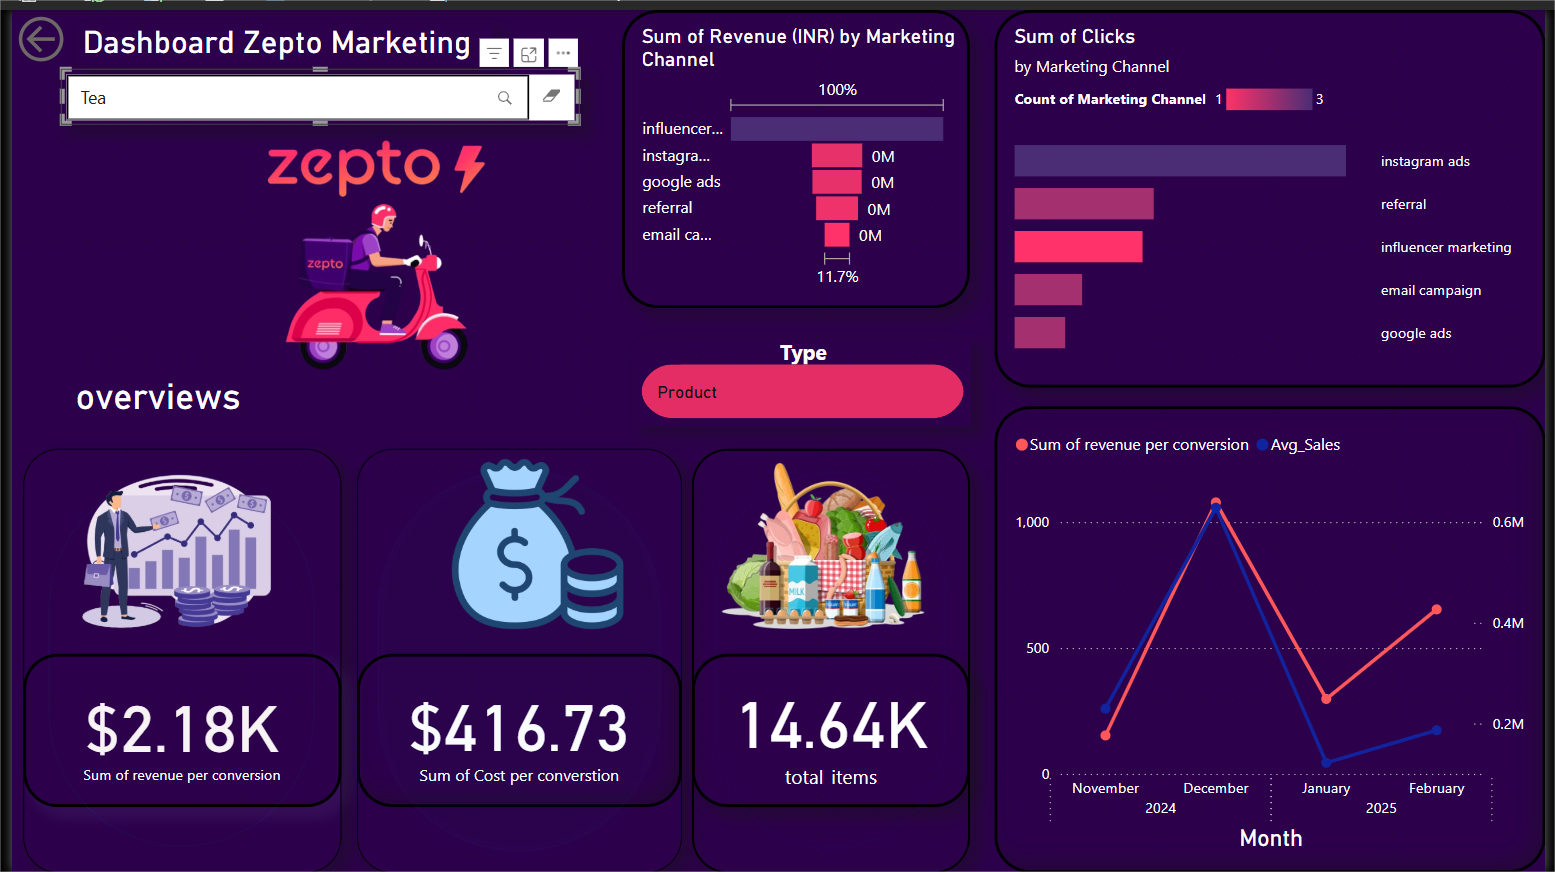 Dashboard Zepto Marketing
Tea
zepto
zepto
overviews
Sum of Revenue (INR) by Marketing
Channel
100%
influencer...
instagra... 0M
google ads 0M
referral 0M
email ca... 0M
11.7%
Type
Product
Sum of Clicks
by Marketing Channel
Count of Marketing Channel 1 3
instagram ads
referral
influencer marketing
email campaign
google ads
MILK
$2.18K
Sum of revenue per conversion
$416.73
Sum of Cost per converstion
14.64K
total items
Sum of revenue per conversion Avg_Sales
1,000 0.6M
0.4M
500
0.2M
0
November December January February
2024 2025
Month